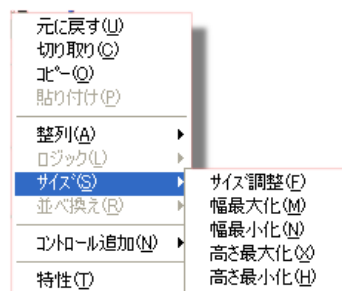 元に戻す(U)
切り取り(C)
ｺﾋﾟｰ(O)
貼り付け(P)
整列(A)
ロジック(L)
ｻｲｽﾞ(S)
並べ換え(R)
ｺﾝﾄﾛｰﾙ追加(N)
特性(T)
ｻｲｽﾞ調整(F)
幅最大化(M)
幅最小化(N)
高さ最大化(X)
高さ最小化(H)